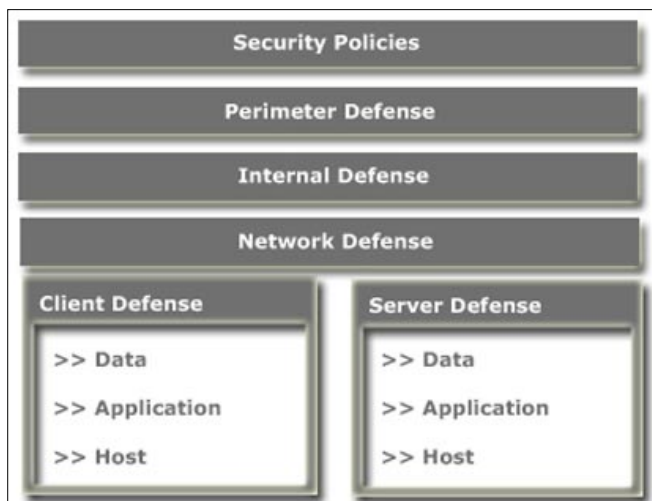 Security Policies
Perimeter Defense
Internal Defense
Network Defense
Client Defense
>> Data
>> Application
>> Host
Server Defense
>> Data
>> Application
>> Host